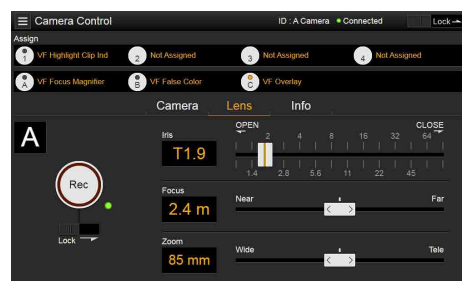 Camera Control
ID : A Camera
Connected
Lock
Assign
1 VF Highlight Clip Ind
2 Not Assigned
3 Not Assigned
4 Not Assigned
A VF Focus Magnifier
B VF False Color
C VF Overlay
Camera
Lens
Info
A
Rec
Lock
Iris
T1.9
OPEN
CLOSE
2 4 8 16 32 64
1.4 2.8 5.6 11 22 45
Focus
2.4 m
Near
Far
Zoom
85 mm
Wide
Tele